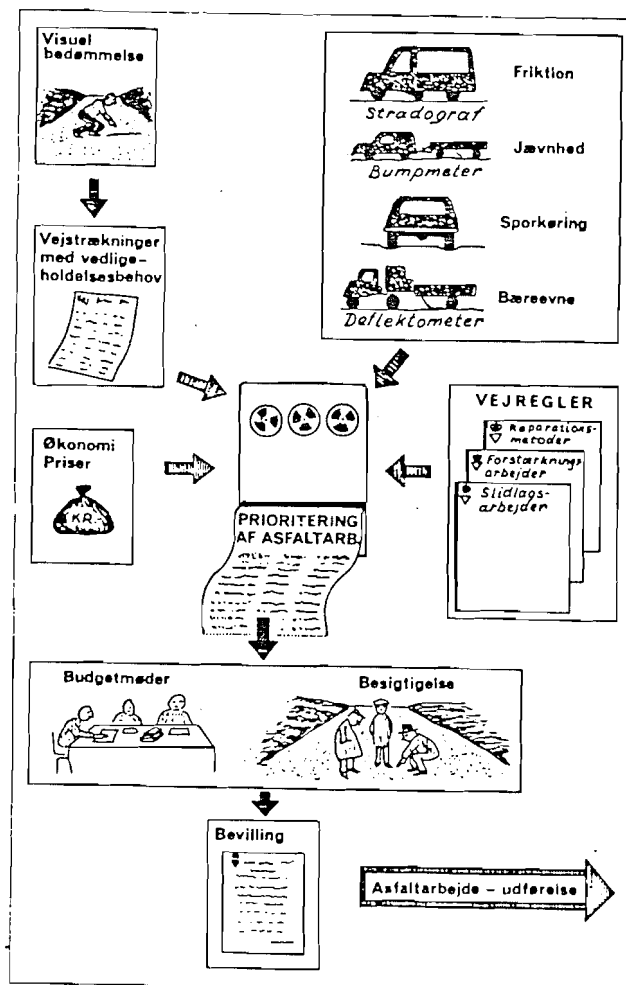 Visuel
bedømmelse
Friktion
Stradograf
Jævnhed
Bumpmeter
Sporkøring
Bæreevne
Deflektometer
Vejstrækninger
med vedlige-
holdelsesbehov
Økonomi
Priser
KR.
VEJREGLER
Reparations-
metoder
Forstærknings-
arbejder
Slidlags-
arbejder
PRIORITERING
AF ASFALTARB.
Budgetmøder
Besigtigelse
Bevilling
Asfaltarbejde – udførelse